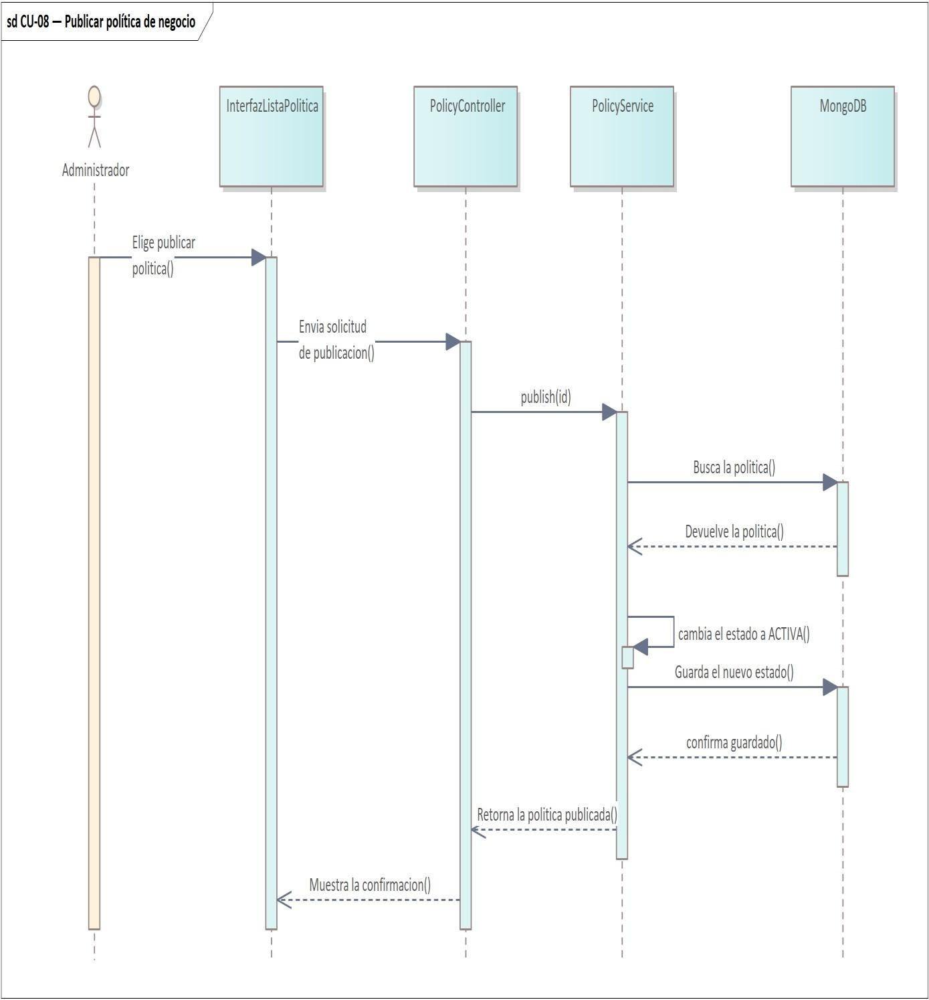 sd CU-08 — Publicar política de negocio
Administrador
InterfazListaPolitica
PolicyController
PolicyService
MongoDB
Elige publicar
politica()
Envia solicitud
de publicacion()
publish(id)
Busca la politica()
Devuelve la politica()
cambia el estado a ACTIVA()
Guarda el nuevo estado()
confirma guardado()
Retorna la politica publicada()
Muestra la confirmacion()